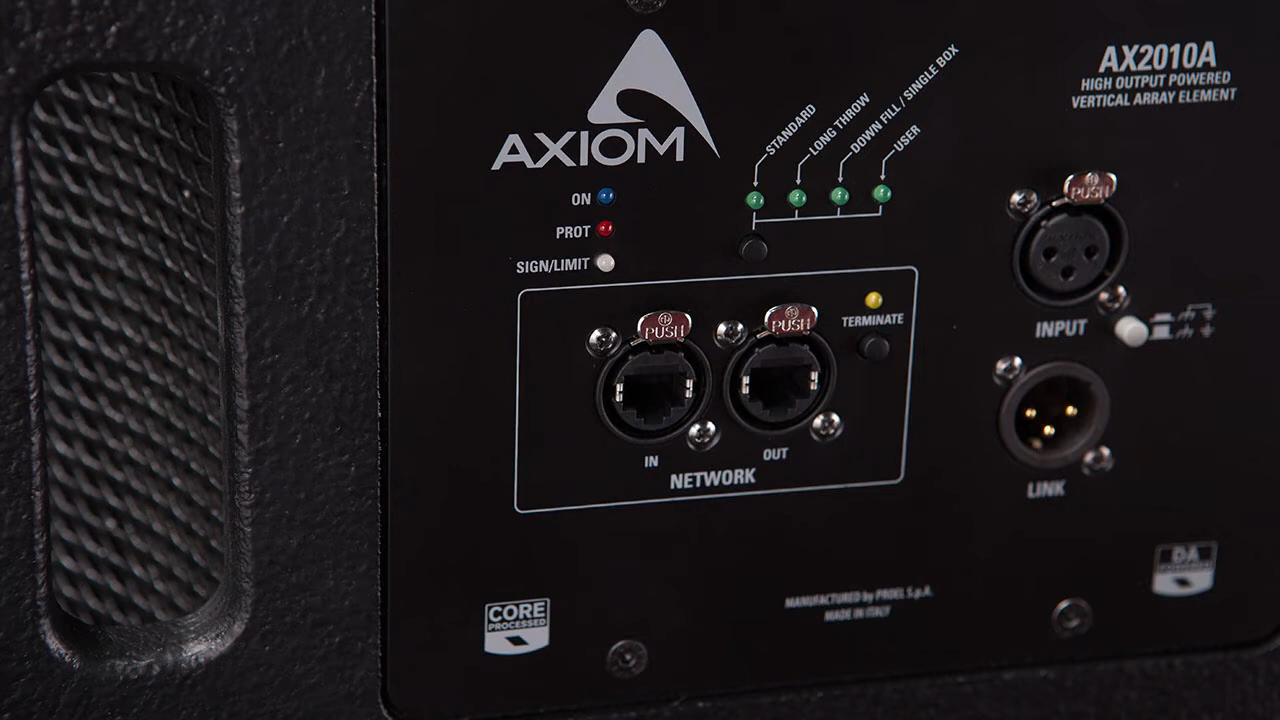 AXIOM
AX2010A
HIGH OUTPUT POWERED
VERTICAL ARRAY ELEMENT
STANDARD
LONG THROW
DOWN FILL / SINGLE BOX
USER
ON
PROT
SIGN/LIMIT
PUSH
PUSH
PUSH
TERMINATE
IN
OUT
NETWORK
INPUT
LINK
MANUFACTURED by PROEL S.p.A.
MADE IN ITALY
CORE
PROCESSED
DA